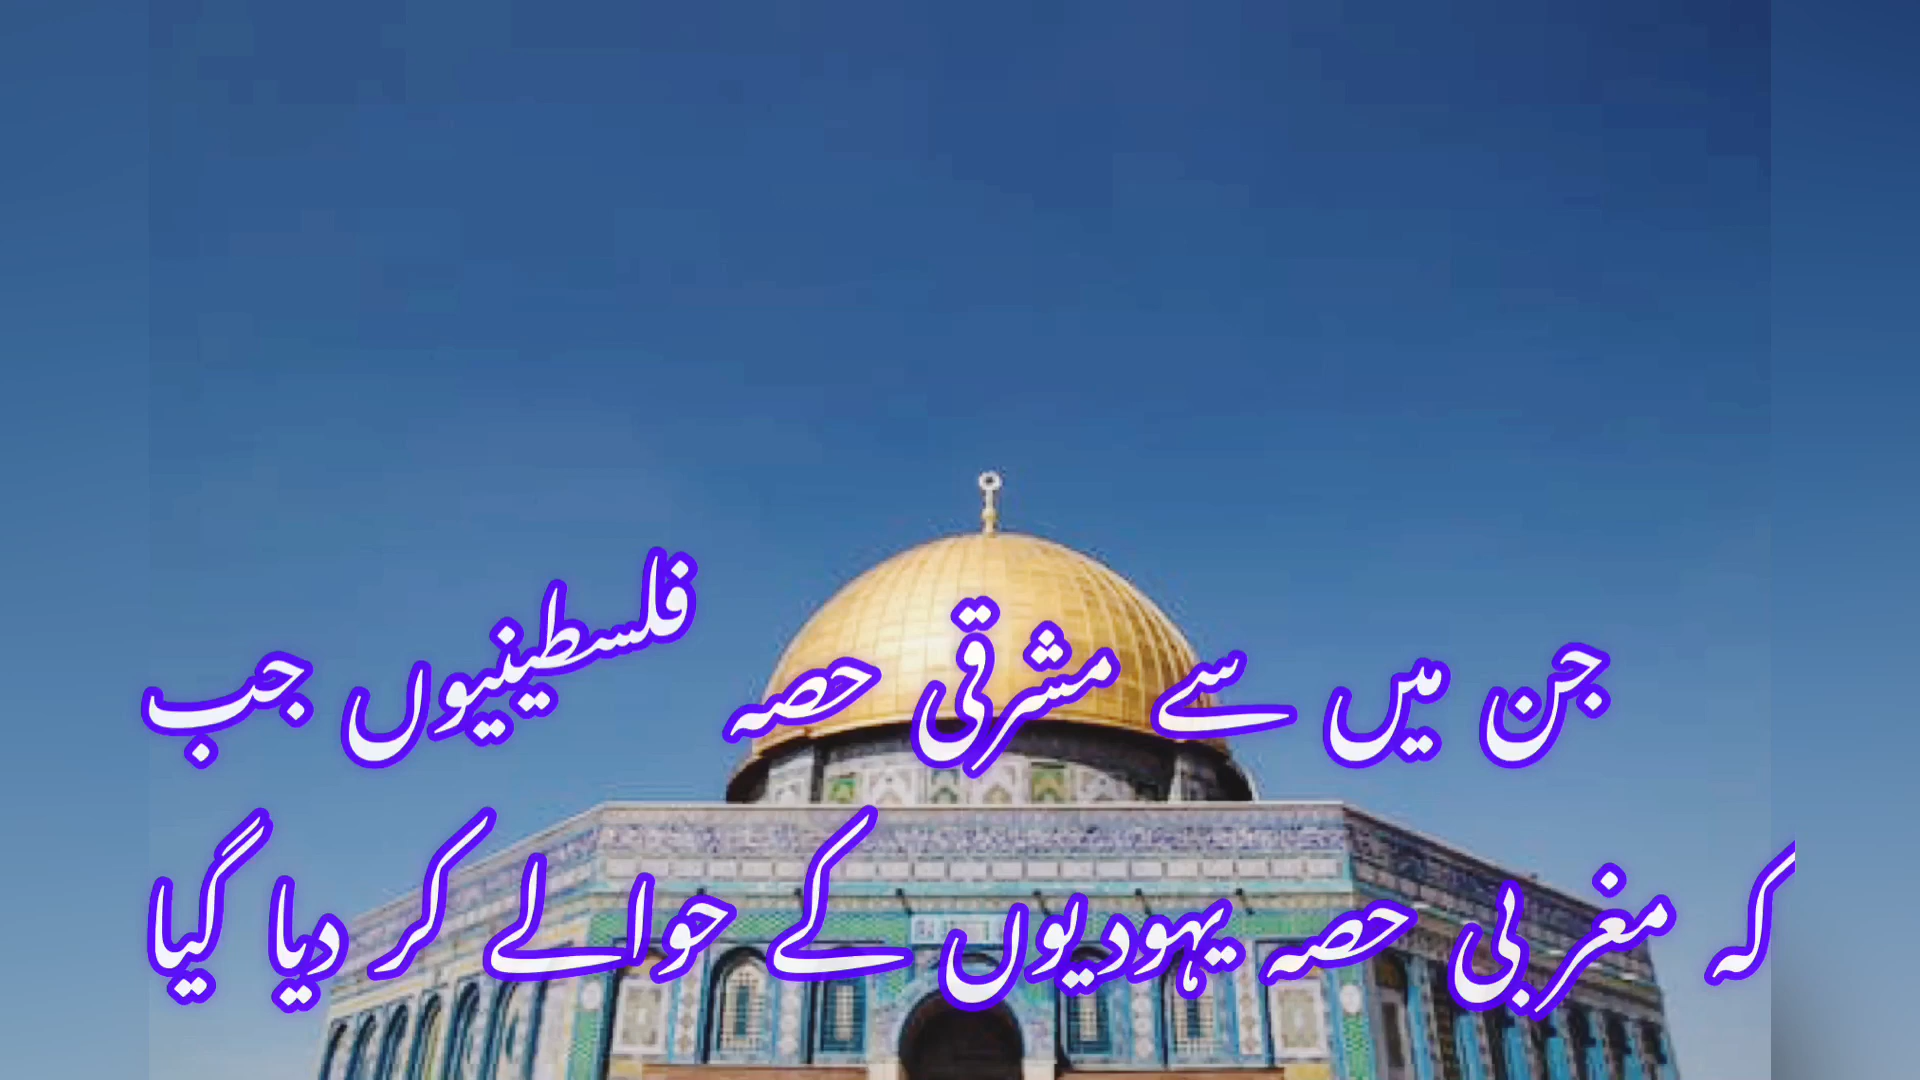 جن میں سے مشرقی حصہ فلسطینیوں جب
کہ مغربی حصہ یہودیوں کے حوالے کر دیا گیا